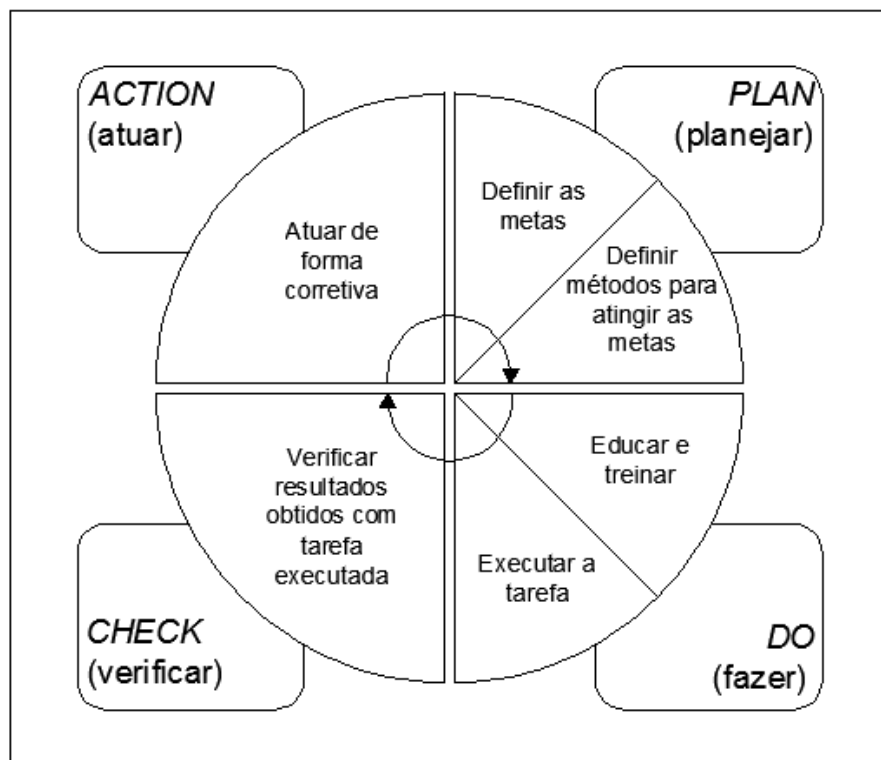 ACTION
(atuar)
PLAN
(planejar)
Definir as
metas
Atuar de
forma
corretiva
Definir
métodos para
atingir as
metas
Verificar
resultados
obtidos com
tarefa
executada
Educar e
treinar
Executar a
tarefa
CHECK
(verificar)
DO
(fazer)